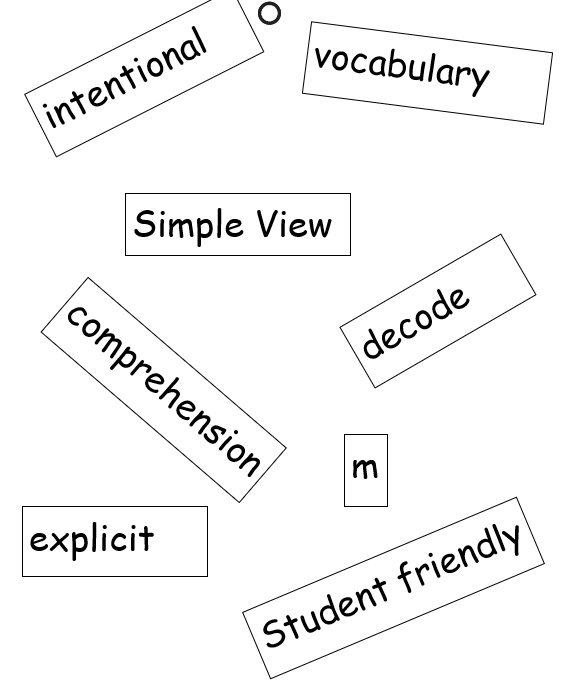 intentional
vocabulary
Simple View
decode
comprehension
m
explicit
Student friendly